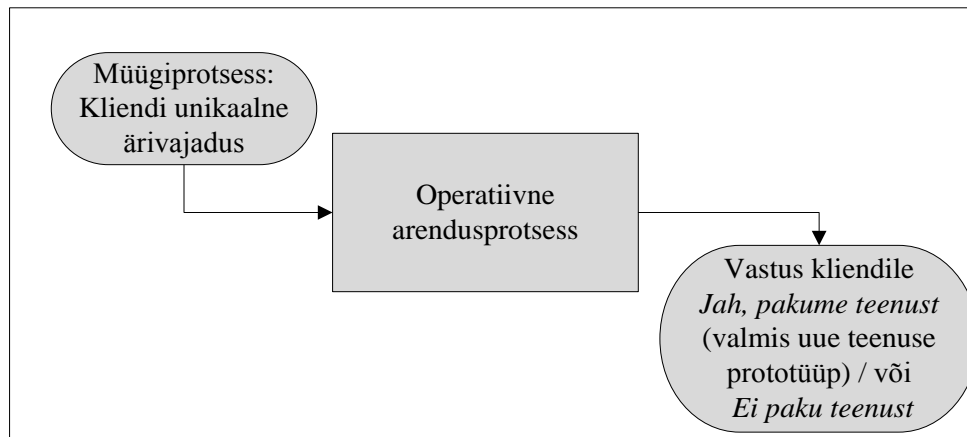 Müügiprotsess:
Kliendi unikaalne
ärivajadus
Operatiivne
arendusprotsess
Vastus kliendile
Jah, pakume teenust
(valmis uue teenuse
prototüüp) / või
Ei paku teenust